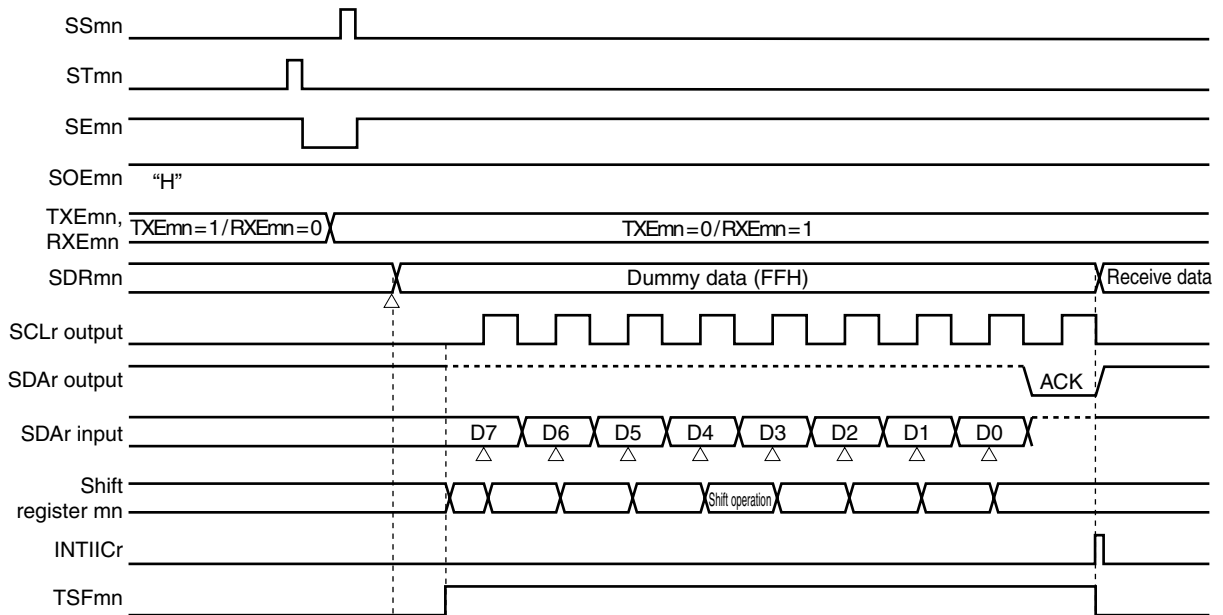 SSmn
STmn
SEmn
SOEmn "H"
TXEmn,
RXEmn
TXEmn=1/RXEmn=0 TXEmn=0/RXEmn=1
SDRmn Dummy data (FFH) Receive data
SCLr output
SDAr output ACK
SDAr input D7 D6 D5 D4 D3 D2 D1 D0
Shift
register mn
Shift operation
INTIICr
TSFmn